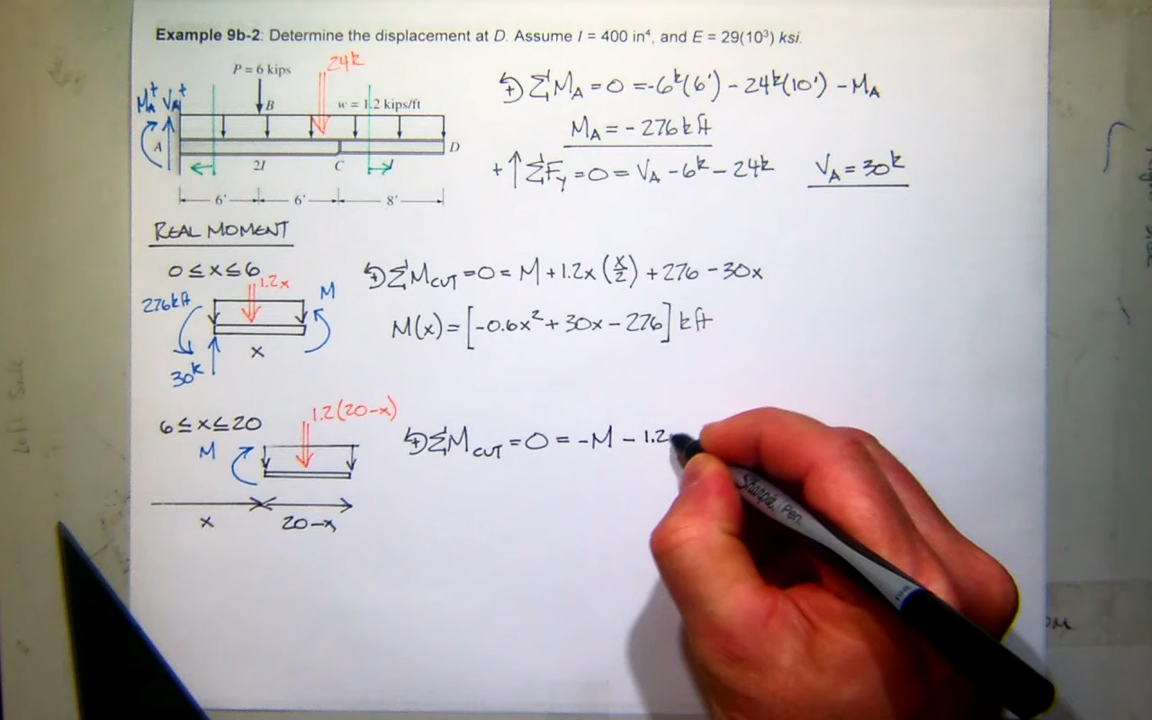 Example 9b-2: Determine the displacement at D. Assume I = 400 in⁴, and E = 29(10³) ksi.
24k
P = 6 kips
MA+ VA+
B
w = 1.2 kips/ft
A
D
2I
C
I
6'
6'
8'
↺+ ΣMA = 0 = -6k(6') - 24k(10') - MA
MA = -276kft
+↑ΣFy = 0 = VA - 6k - 24k VA = 30k
REAL MOMENT
0 ≤ x ≤ 6
1.2x
M
276kft
x
30k
↺+ ΣMCUT = 0 = M + 1.2x (x/2) + 276 - 30x
M(x) = [-0.6x² + 30x - 276] kft
6 ≤ x ≤ 20
1.2(20-x)
M
x
20-x
↺+ ΣMCUT = 0 = -M - 1.2
Sharpie Pen